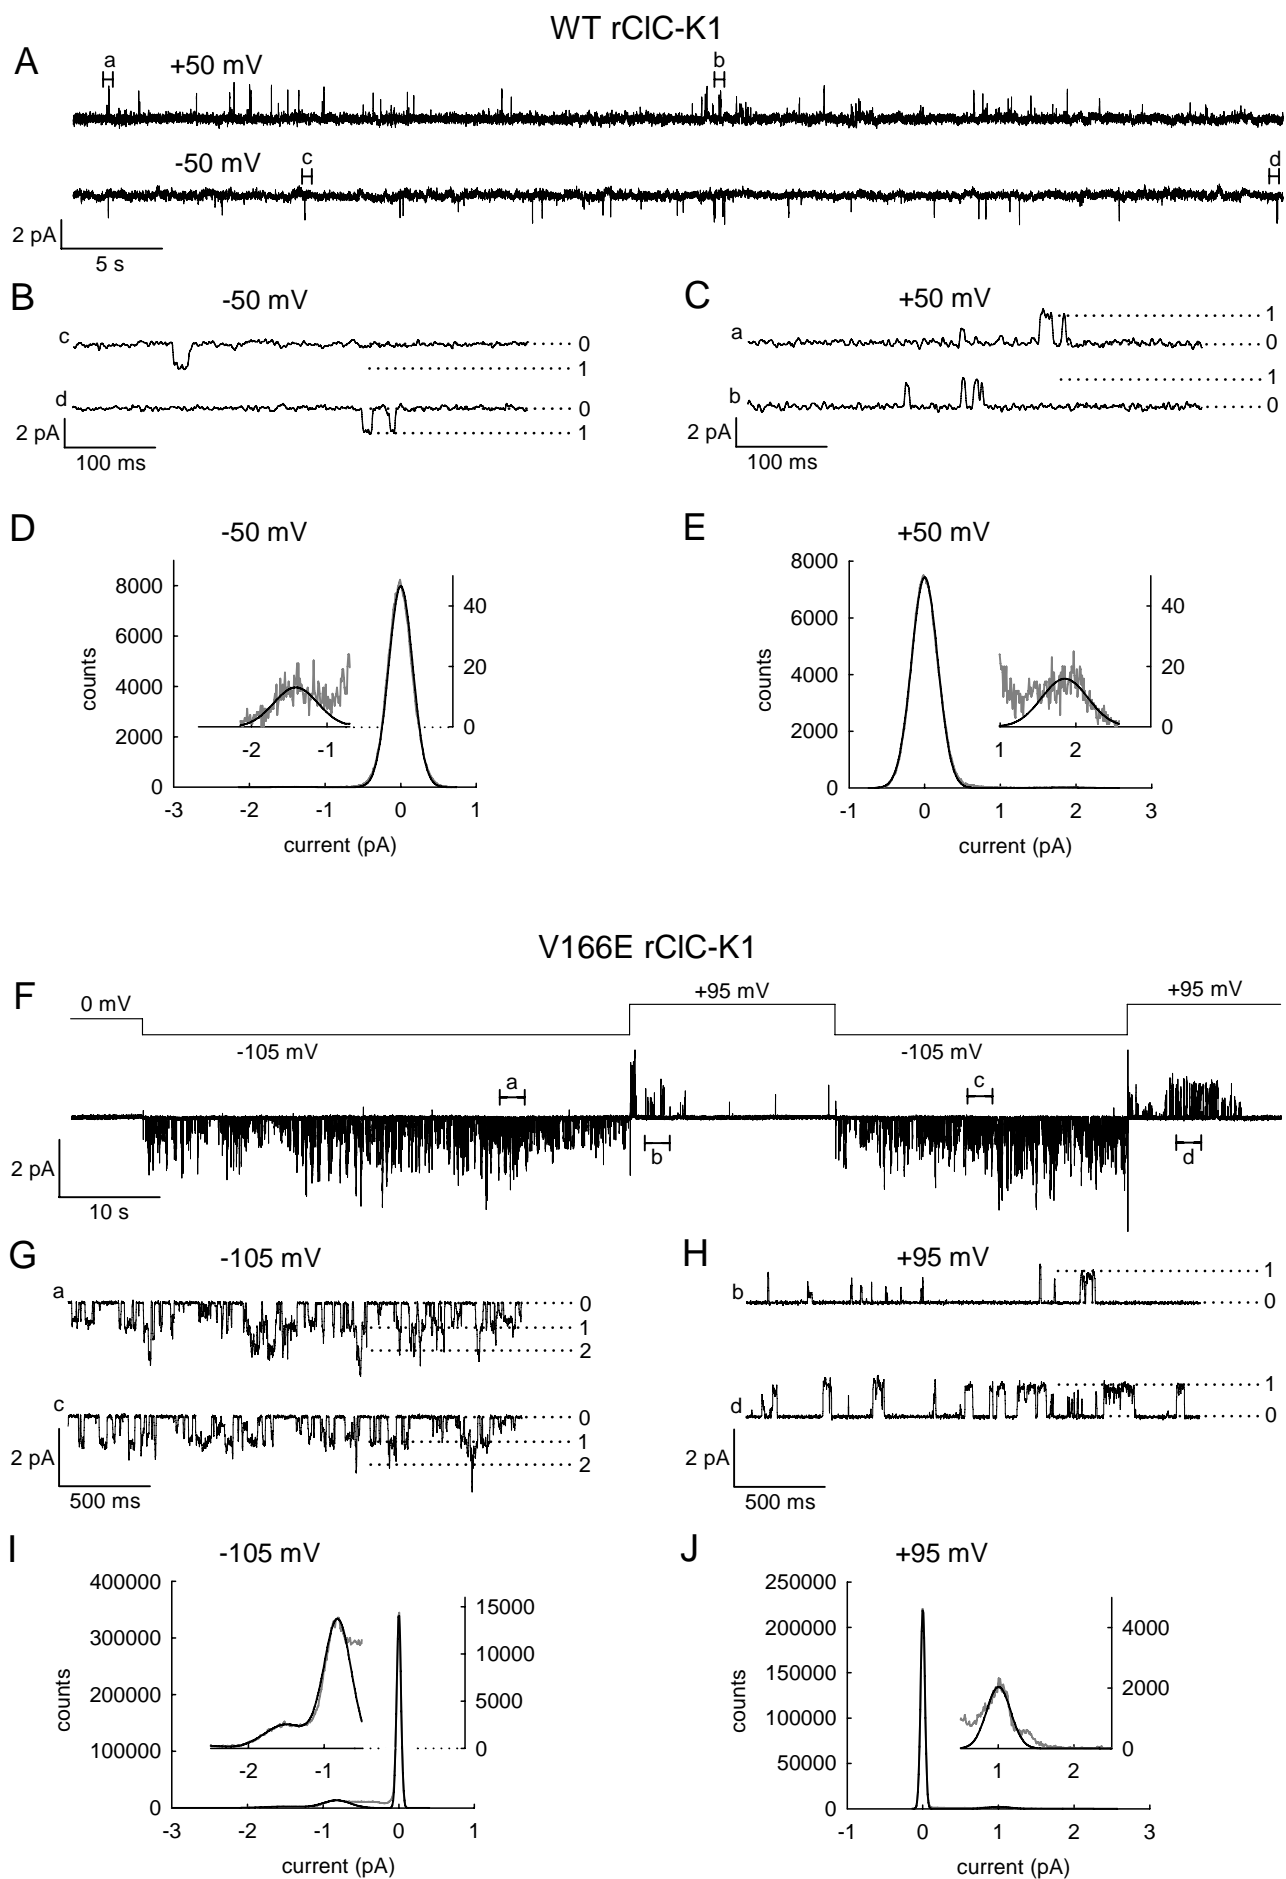 WT rClC-K1
A
a
+50 mV
b
-50 mV
c
d
2 pA
5 s
B
-50 mV
c
0
1
d
0
2 pA
1
100 ms
C
+50 mV
1
a
0
1
b
0
2 pA
100 ms
D
-50 mV
8000
6000
4000
2000
0
counts
40
20
0
-2 -1
-3 -2 -1 0 1
current (pA)
E
+50 mV
8000
6000
4000
2000
0
counts
40
20
0
1 2
-1 0 1 2 3
current (pA)
V166E rClC-K1
F
0 mV
+95 mV
+95 mV
-105 mV
-105 mV
a
c
b
d
2 pA
10 s
G
-105 mV
a
0
1
2
c
0
1
2 pA
2
500 ms
H
+95 mV
1
b
0
1
d
0
2 pA
500 ms
I
-105 mV
400000
300000
200000
100000
0
counts
15000
10000
5000
0
-2 -1
-3 -2 -1 0 1
current (pA)
J
+95 mV
250000
200000
150000
100000
50000
0
counts
4000
2000
0
1 2
-1 0 1 2 3
current (pA)